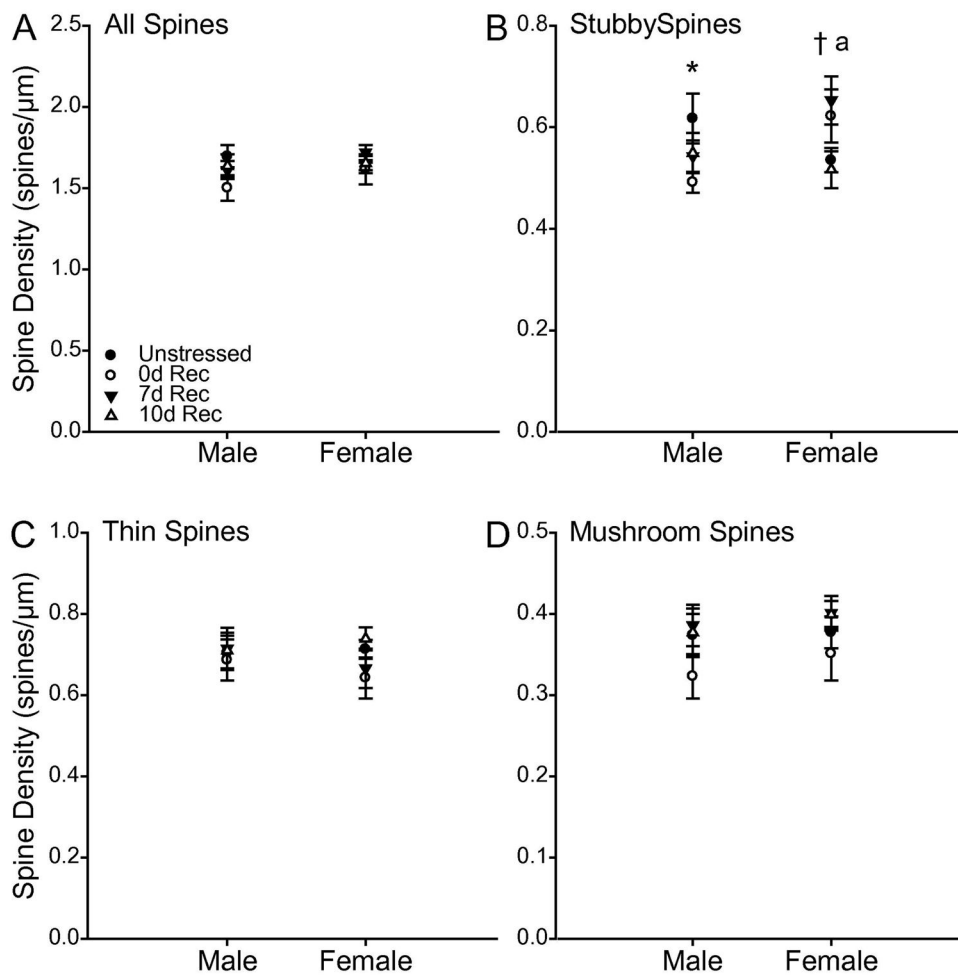 A All Spines
Spine Density (spines/μm)
2.5
2.0
1.5
1.0
0.5
0.0
Unstressed
0d Rec
7d Rec
10d Rec
Male Female
B StubbySpines
0.8
0.6
0.4
0.2
0.0
*
† a
Male Female
C Thin Spines
Spine Density (spines/μm)
1.0
0.8
0.6
0.4
0.2
0.0
Male Female
D Mushroom Spines
0.5
0.4
0.3
0.2
0.1
0.0
Male Female